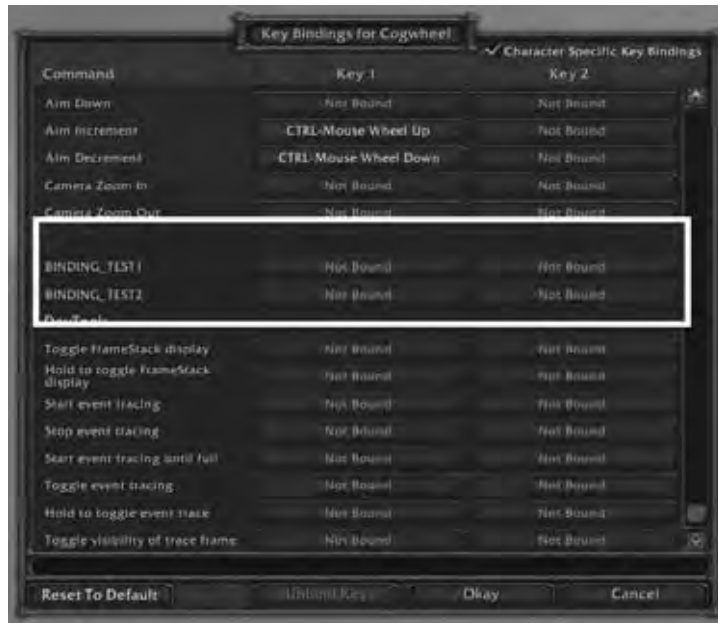 Key Bindings for Cogwheel
Character Specific Key Bindings
Command Key 1 Key 2
Aim Down Not Bound Not Bound
Aim Increment CTRL-Mouse Wheel Up Not Bound
Aim Decrement CTRL-Mouse Wheel Down Not Bound
Camera Zoom In Not Bound Not Bound
Camera Zoom Out Not Bound Not Bound
BINDING_TEST1 Not Bound Not Bound
BINDING_TEST2 Not Bound Not Bound
DevTools
Toggle FrameStack display Not Bound Not Bound
Hold to toggle FrameStack
display Not Bound Not Bound
Start event tracing Not Bound Not Bound
Stop event tracing Not Bound Not Bound
Start event tracing until full Not Bound Not Bound
Toggle event tracing Not Bound Not Bound
Hold to toggle event trace Not Bound Not Bound
Toggle visibility of trace frame Not Bound Not Bound
Reset To Default Unbind Key Okay Cancel